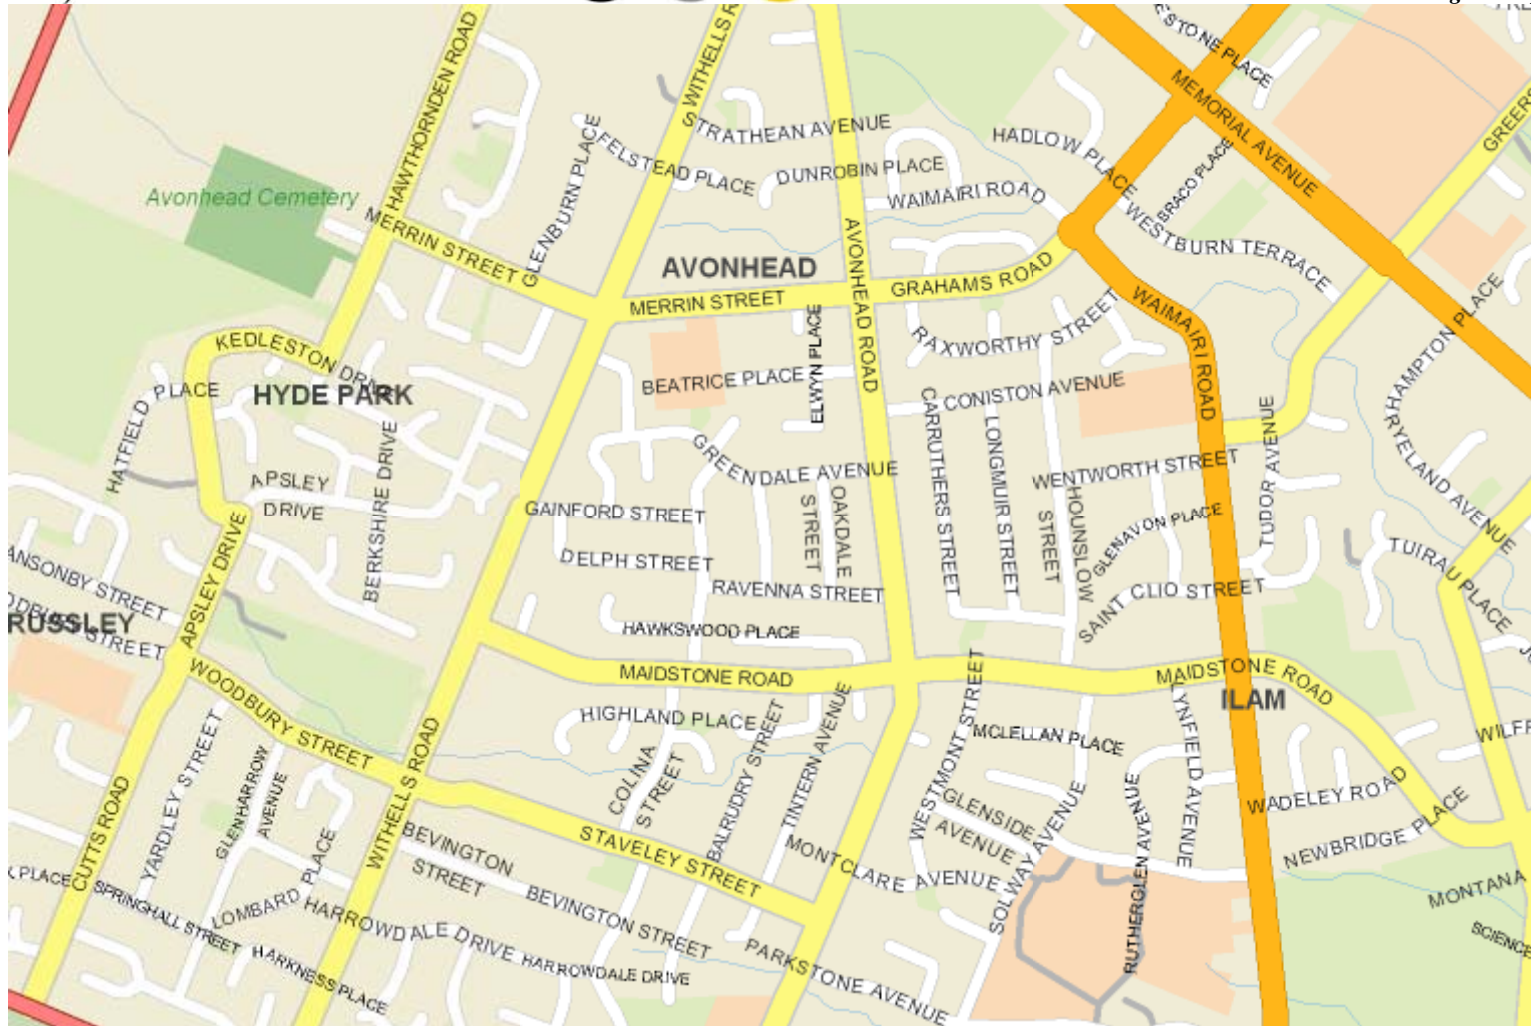 HAWTHORNDEN ROAD
WITHELLS R
ESTONE PLACE
MEMORIAL AVENUE
GREERS
STRATHEAN AVENUE
FELSTEAD PLACE
DUNROBIN PLACE
HADLOW PLACE
BRACO PLACE
WAIMAIRI ROAD
Avonhead Cemetery
MERRIN STREET
GLENBURN PLACE
AVONHEAD
AVONHEAD ROAD
WESTBURN TERRACE
GRAHAMS ROAD
MERRIN STREET
WAIMAIRI ROAD
RAXWORTHY STREET
ELWYN PLACE
KEDLESTON DRIVE
HYDE PARK
HATFIELD PLACE
BEATRICE PLACE
CONISTON AVENUE
CARRUTHERS STREET
LONGMUIR STREET
GREENDALE AVENUE
WENTWORTH STREET
TUDOR AVENUE
RYELAND AVENUE
APSLEY
DRIVE
BERKSHIRE DRIVE
GAINFORD STREET
OAKDALE
STREET
HOUNSLOW
STREET
GLENAVON PLACE
APSLEY DRIVE
DELPH STREET
RAVENNA STREET
SAINT CLIO STREET
TUIRAU PLACE
ANSONBY STREET
RUSSLEY
HAWKSWOOD PLACE
MAIDSTONE ROAD
MAIDSTONE ROAD
ILAM
WOODBURY STREET
HIGHLAND PLACE
WESTMONT STREET
MCLELLAN PLACE
LYNFIELD AVENUE
WILFR
YARDLEY STREET
GLENHARROW
AVENUE
WITHELLS ROAD
COLINA
STREET
BALRUDRY STREET
TINTERN AVENUE
GLENSIDE
AVENUE
SOLWAY AVENUE
RUTHERGLEN AVENUE
WADELEY ROAD
NEWBRIDGE PLACE
CUTTS ROAD
BEVINGTON
STREET
STAVELEY STREET
MONTCLARE AVENUE
MONTANA
PLACE
SPRINGHALL STREET
LOMBARD PLACE
HARROWDALE DRIVE
BEVINGTON STREET
SCIENCE
HARKNESS PLACE
HARROWDALE DRIVE
PARKSTONE AVENUE